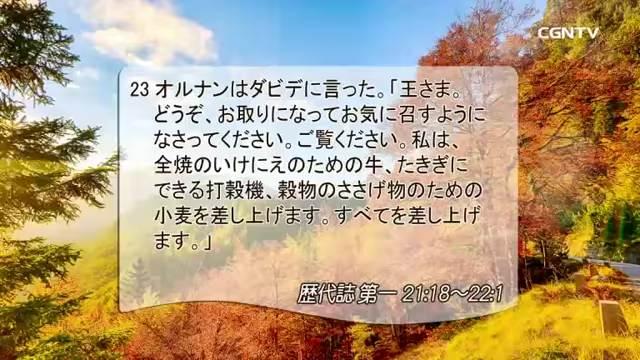 CGNTV
23 オルナンはダビデに言った。「王さま。
どうぞ、お取りになってお気に召すように
なさってください。ご覧ください。私は、
全焼のいけにえのための牛、たきぎに
できる打穀機、穀物のささげ物のための
小麦を差し上げます。すべてを差し上げ
ます。」
歴代誌 第一 21:18～22:1